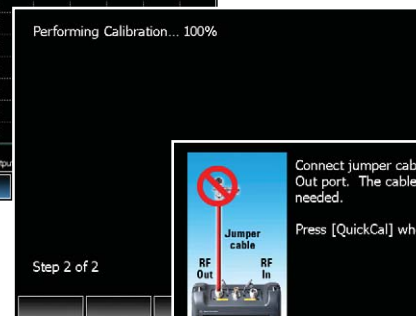 Performing Calibration... 100%
Connect jumper cab
Out port. The cable
needed.
Press [QuickCal] wh
Jumper
cable
RF
Out
RF
In
Step 2 of 2